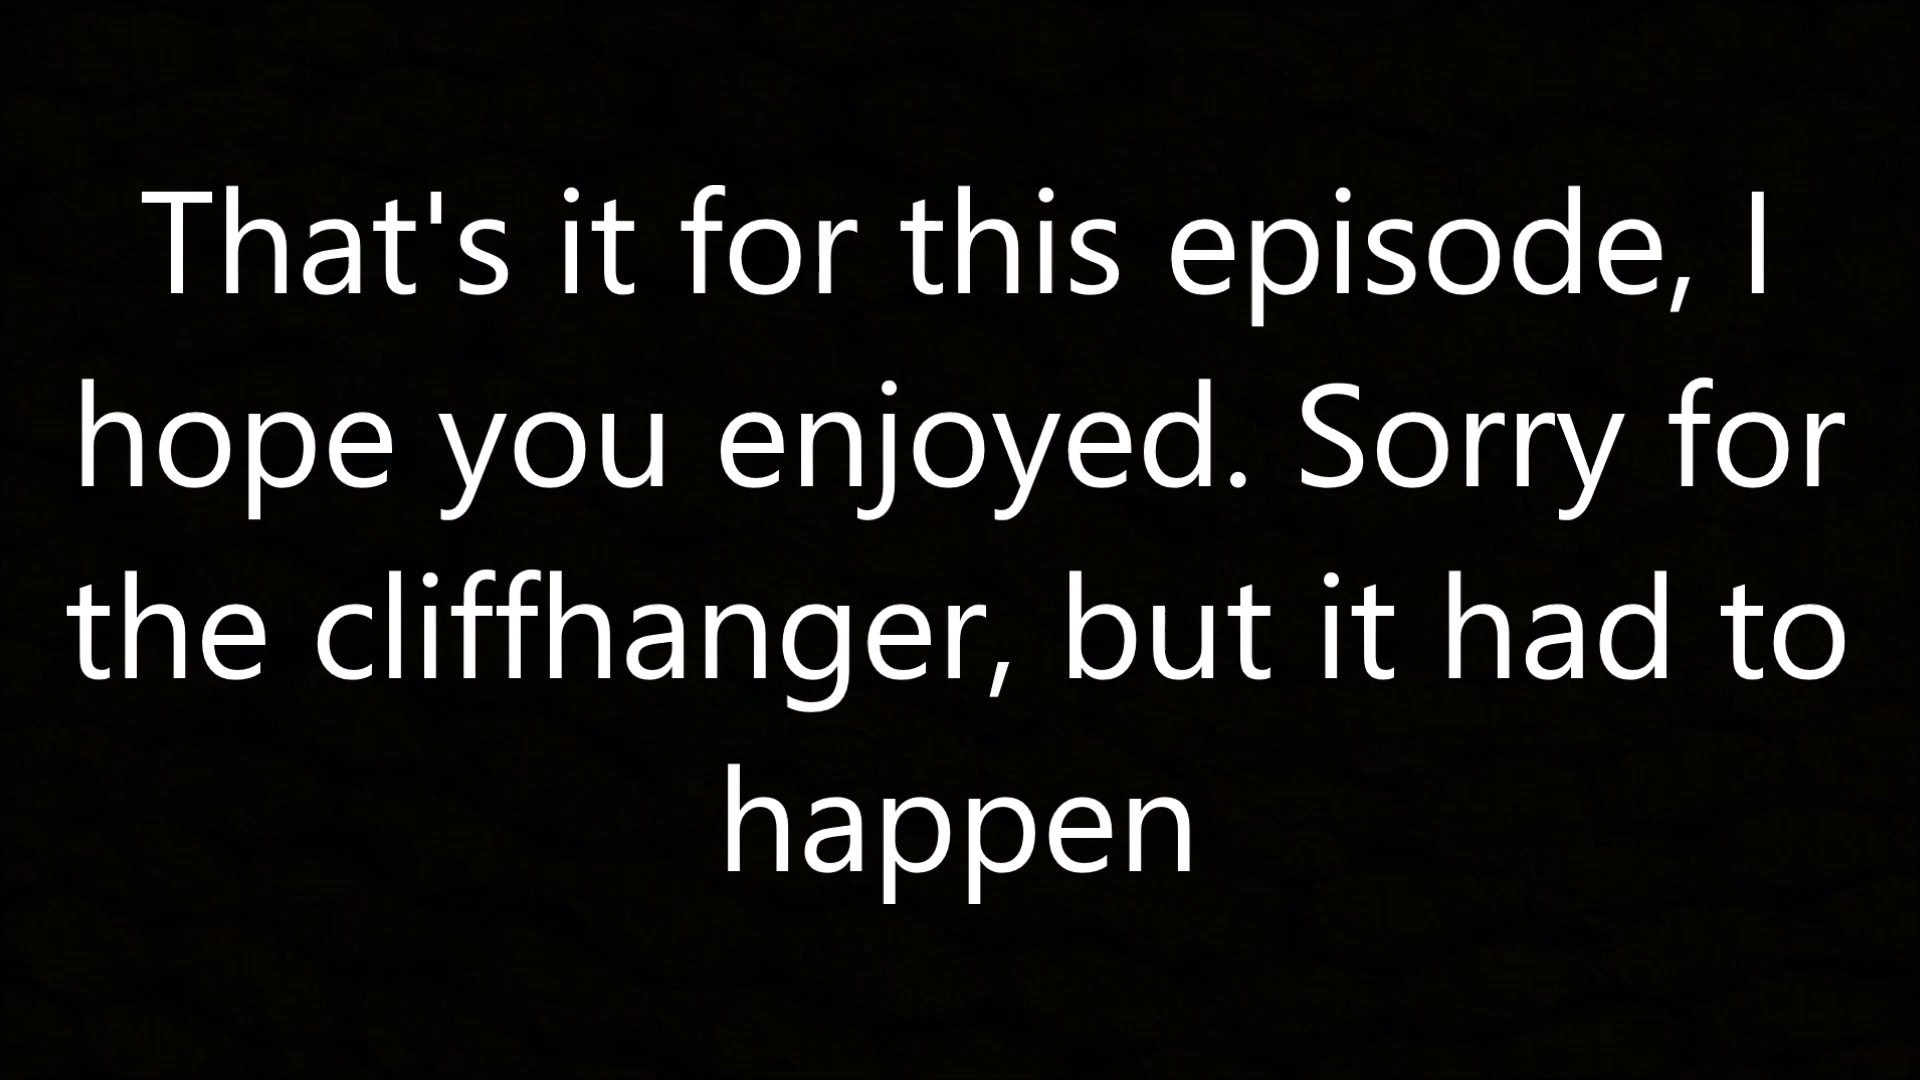 That's it for this episode, I
hope you enjoyed. Sorry for
the cliffhanger, but it had to
happen